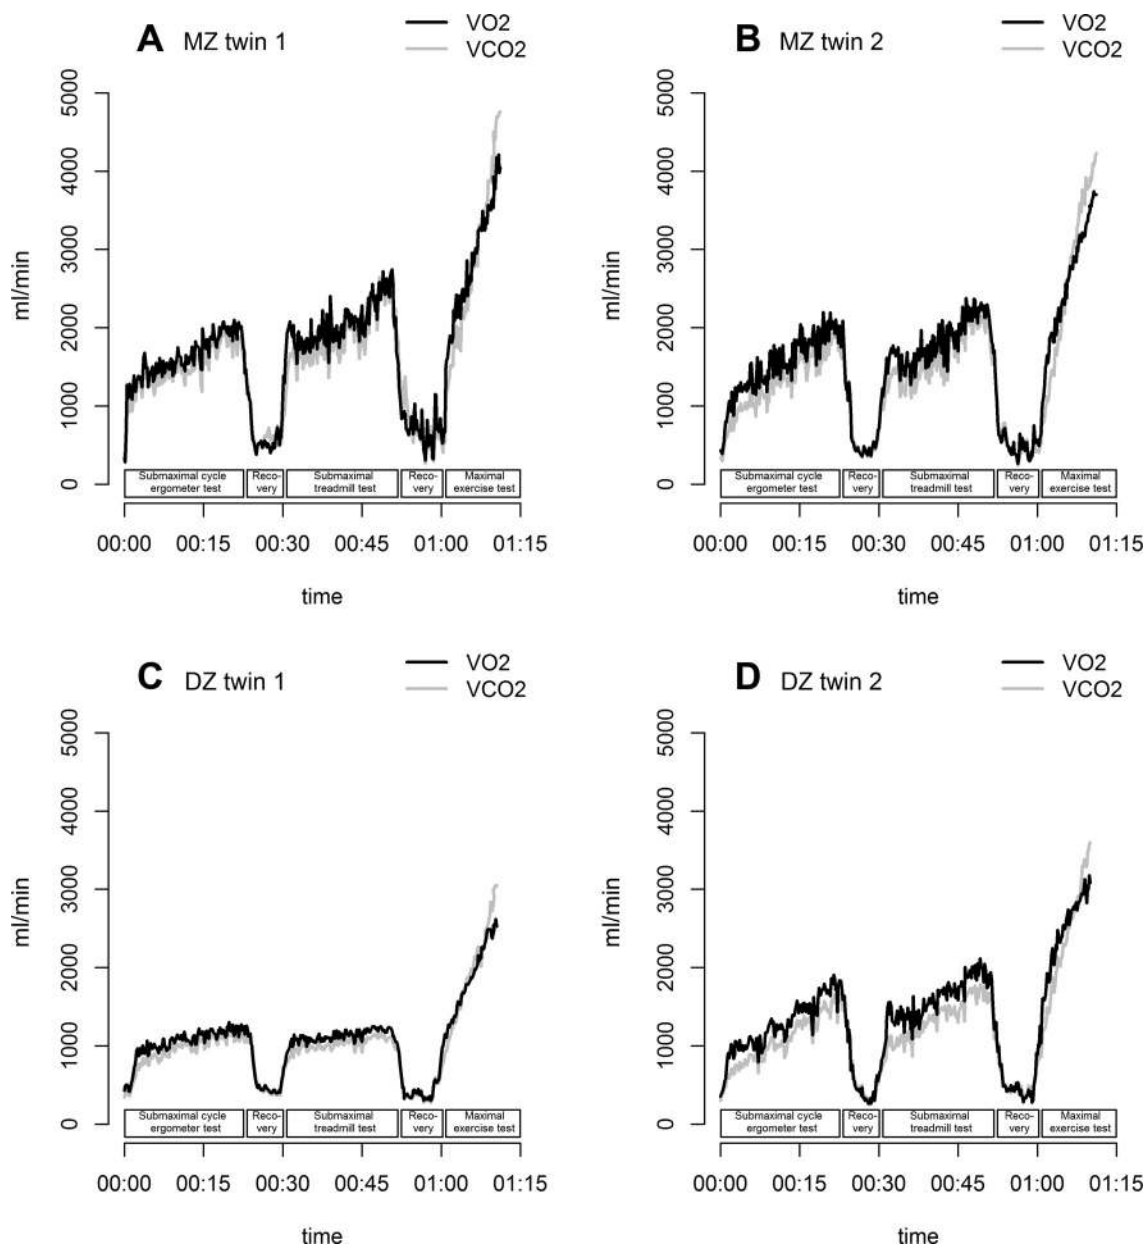 A MZ twin 1
VO2
VCO2
5000
4000
3000
2000
1000
0
ml/min
Submaximal cycle
ergometer test
Reco-
very
Submaximal
treadmill test
Reco-
very
Maximal
exercise test
00:00 00:15 00:30 00:45 01:00 01:15
time
B MZ twin 2
VO2
VCO2
5000
4000
3000
2000
1000
0
ml/min
Submaximal cycle
ergometer test
Reco-
very
Submaximal
treadmill test
Reco-
very
Maximal
exercise test
00:00 00:15 00:30 00:45 01:00 01:15
time
C DZ twin 1
VO2
VCO2
5000
4000
3000
2000
1000
0
ml/min
Submaximal cycle
ergometer test
Reco-
very
Submaximal
treadmill test
Reco-
very
Maximal
exercise test
00:00 00:15 00:30 00:45 01:00 01:15
time
D DZ twin 2
VO2
VCO2
5000
4000
3000
2000
1000
0
ml/min
Submaximal cycle
ergometer test
Reco-
very
Submaximal
treadmill test
Reco-
very
Maximal
exercise test
00:00 00:15 00:30 00:45 01:00 01:15
time